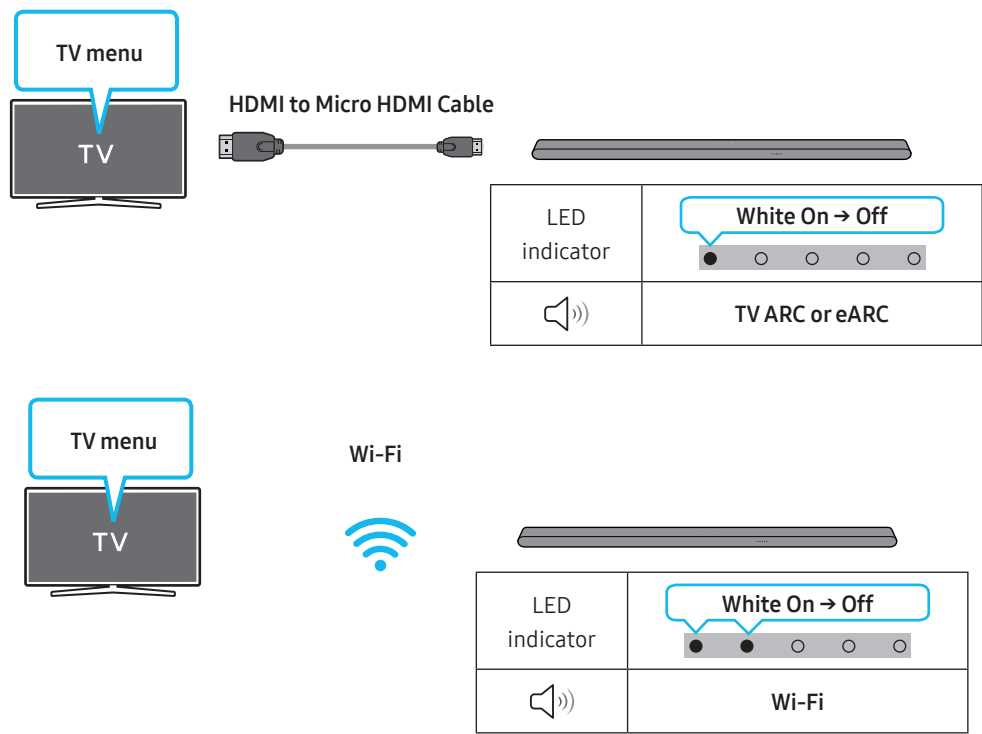 TV menu
TV
HDMI to Micro HDMI Cable
LED
indicator
White On → Off
TV ARC or eARC
TV menu
TV
Wi-Fi
LED
indicator
White On → Off
Wi-Fi